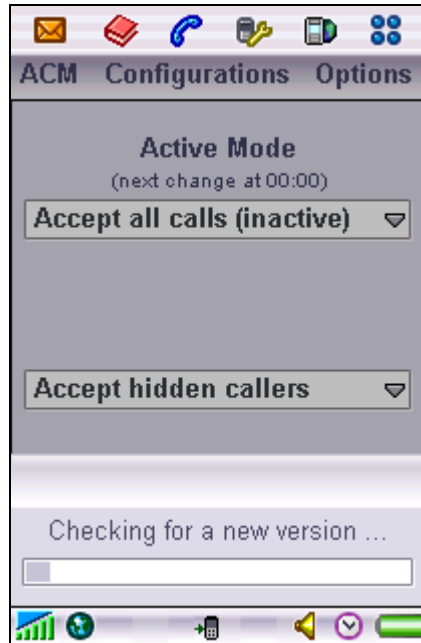 ACM Configurations Options
Active Mode
(next change at 00:00)
Accept all calls (inactive)
Accept hidden callers
Checking for a new version ...